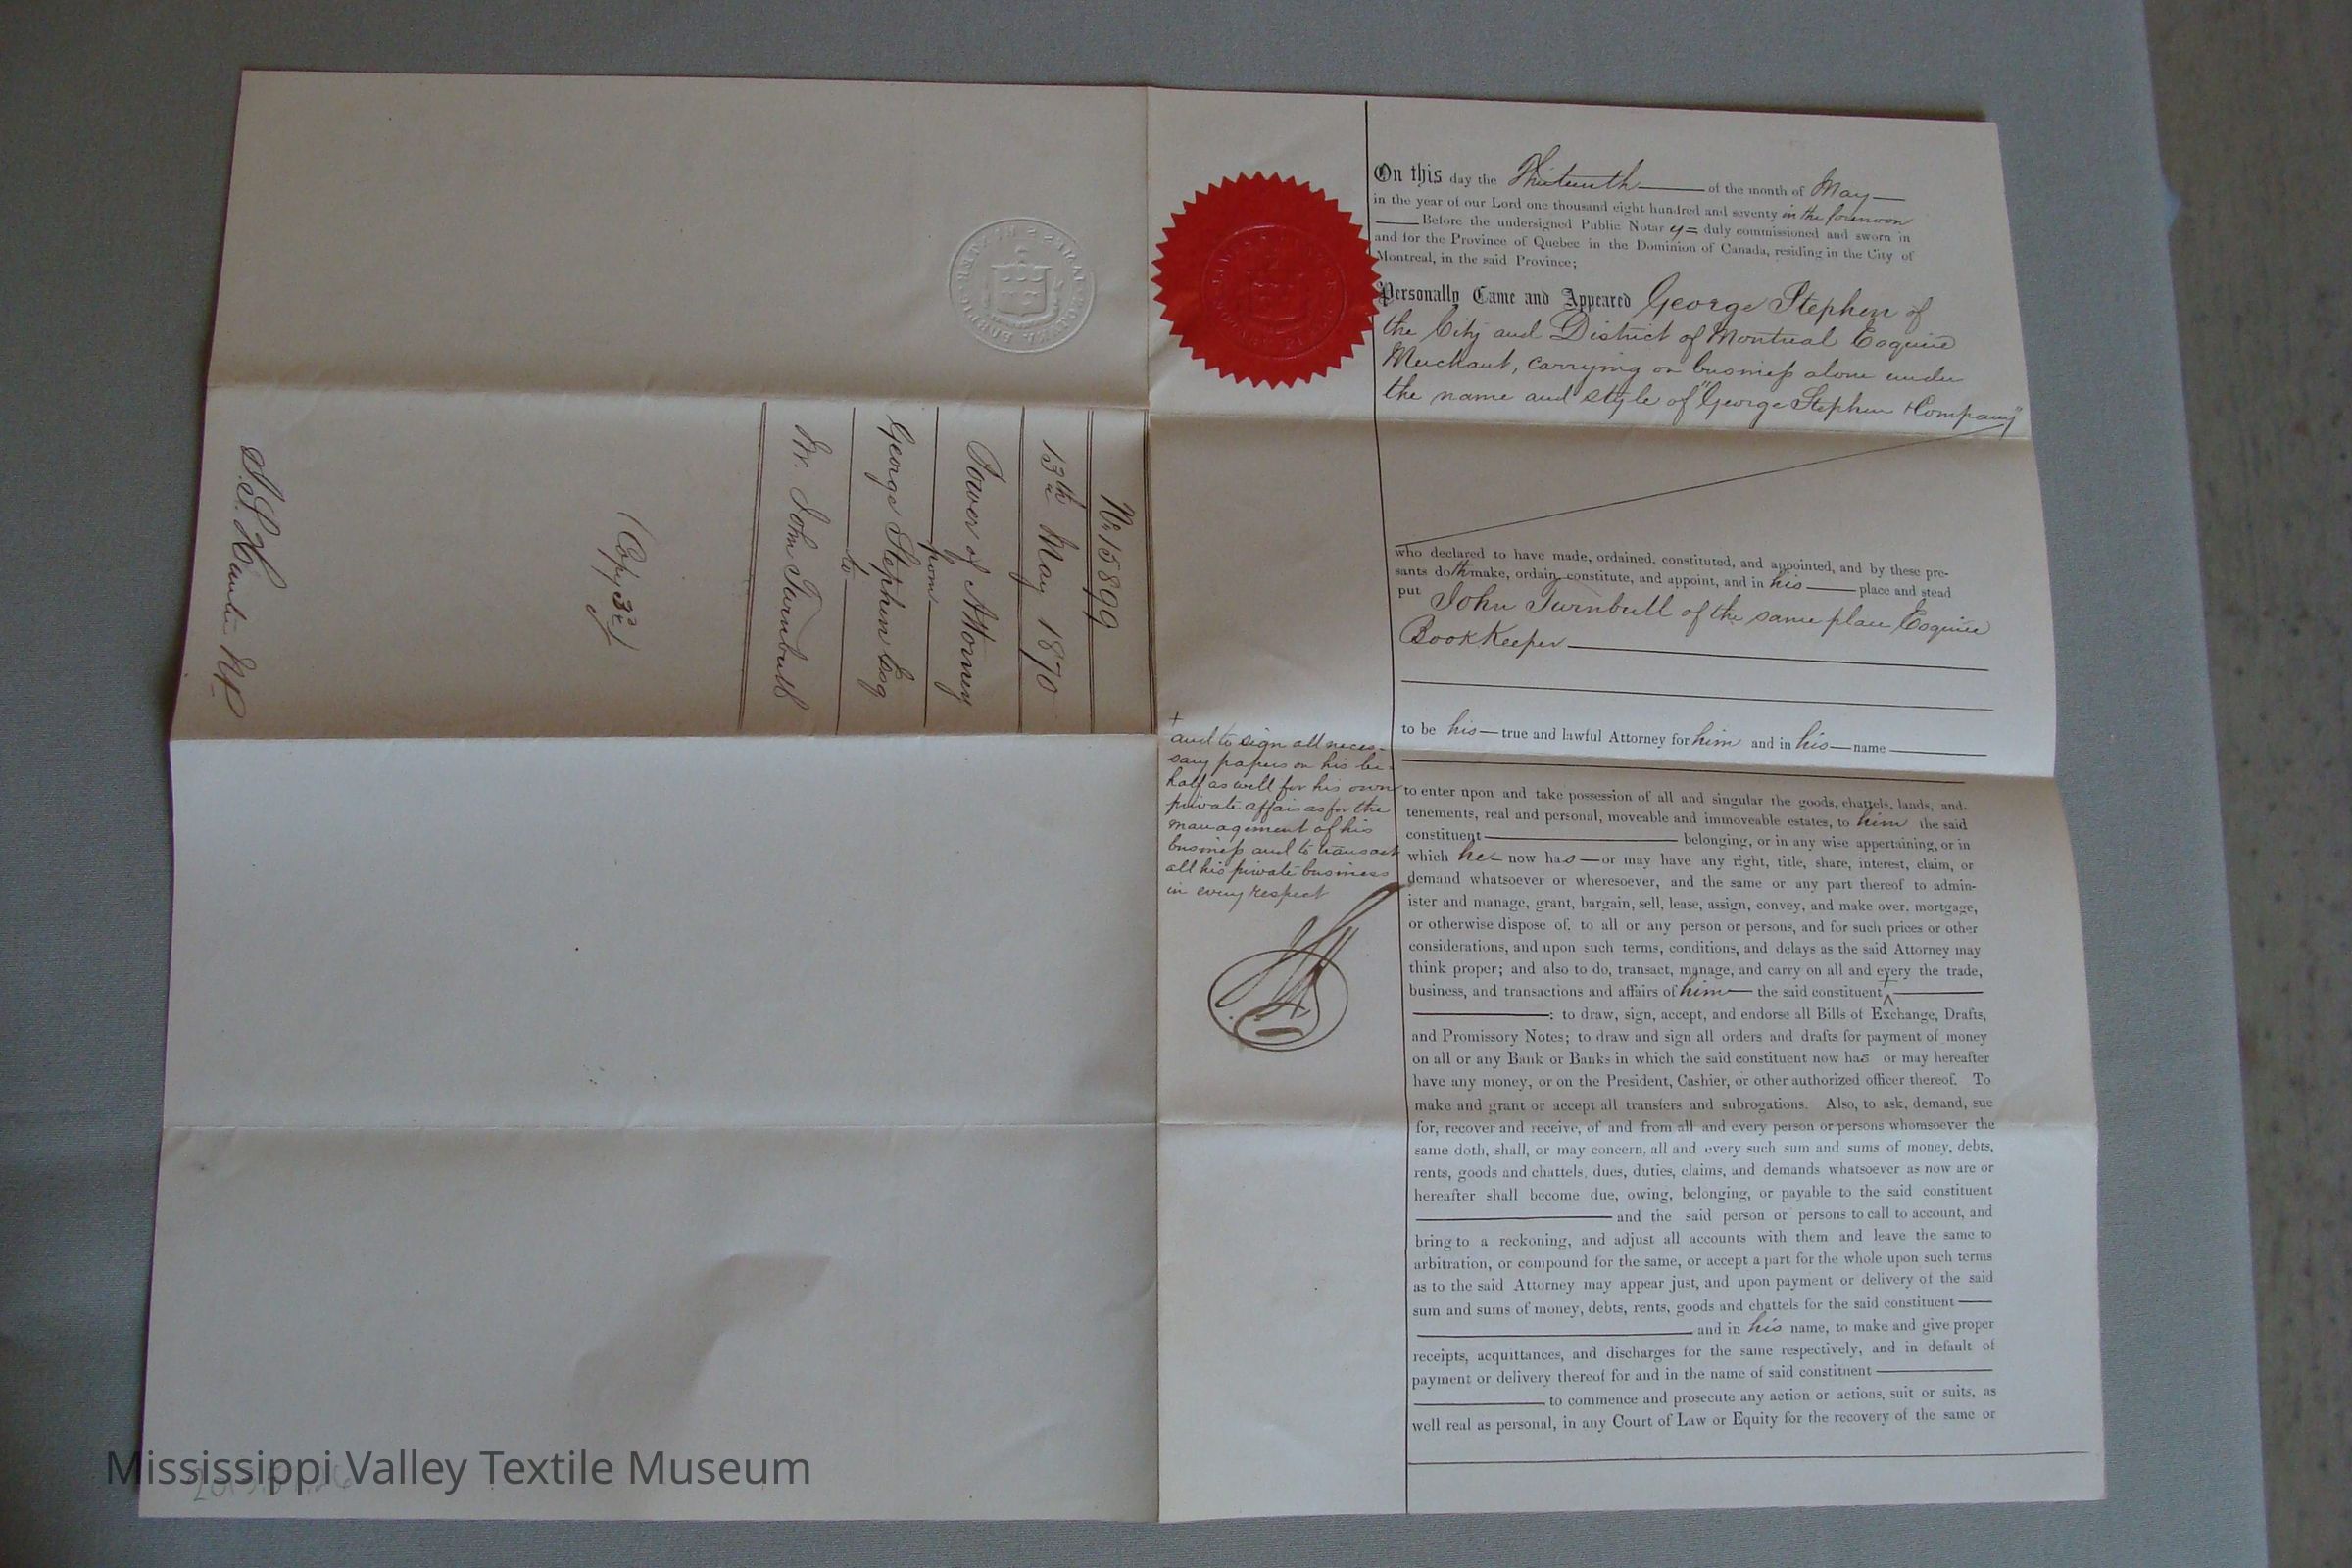 No 15899
13th May 1870
Power of Attorney
from
George Stephen Esq
to
Mr. John Turnbull
(Copy 3d)
On this day the Thirteenth of the month of May
in the year of our Lord one thousand eight hundred and seventy in the forenoon
Before the undersigned Public Notary duly commissioned and sworn in
and for the Province of Quebec in the Dominion of Canada, residing in the City of
Montreal, in the said Province;
Personally Came and Appeared George Stephen of
the City and District of Montreal Esquire
Merchant, carrying on business alone under
the name and style of "George Stephen & Company"
who declared to have made, ordained, constituted, and appointed, and by these pre-
sants doth make, ordain, constitute, and appoint, and in his place and stead
put John Turnbull of the same place Esquire
BookKeeper
to be his true and lawful Attorney for him and in his name
to enter upon and take possession of all and singular the goods, chattels, lands, and
tenements, real and personal, moveable and immoveable estates, to him the said
constituent belonging, or in any wise appertaining, or in
which he now has or may have any right, title, share, interest, claim, or
demand whatsoever or wheresoever, and the same or any part thereof to admin-
ister and manage, grant, bargain, sell, lease, assign, convey, and make over, mortgage,
or otherwise dispose of, to all or any person or persons, and for such prices or other
considerations, and upon such terms, conditions, and delays as the said Attorney may
think proper; and also to do, transact, manage, and carry on all and every the trade,
business, and transactions and affairs of him the said constituent +
: to draw, sign, accept, and endorse all Bills of Exchange, Drafts,
and Promissory Notes; to draw and sign all orders and drafts for payment of money
on all or any Bank or Banks in which the said constituent now has or may hereafter
have any money, or on the President, Cashier, or other authorized officer thereof. To
make and grant or accept all transfers and subrogations. Also, to ask, demand, sue
for, recover and receive, of and from all and every person or persons whomsoever the
same doth, shall, or may concern, all and every such sum and sums of money, debts,
rents, goods and chattels, dues, duties, claims, and demands whatsoever as now are or
hereafter shall become due, owing, belonging, or payable to the said constituent
and the said person or persons to call to account, and
bring to a reckoning, and adjust all accounts with them and leave the same to
arbitration, or compound for the same, or accept a part for the whole upon such terms
as to the said Attorney may appear just, and upon payment or delivery of the said
sum and sums of money, debts, rents, goods and chattels for the said constituent
and in his name, to make and give proper
receipts, acquittances, and discharges for the same respectively, and in default of
payment or delivery thereof for and in the name of said constituent
to commence and prosecute any action or actions, suit or suits, as
well real as personal, in any Court of Law or Equity for the recovery of the same or
+
and to sign all neces-
sary papers on his be-
half as well for his own
private affairs as for the
management of his
business and to transact
all his private business
in every respect
Mississippi Valley Textile Museum